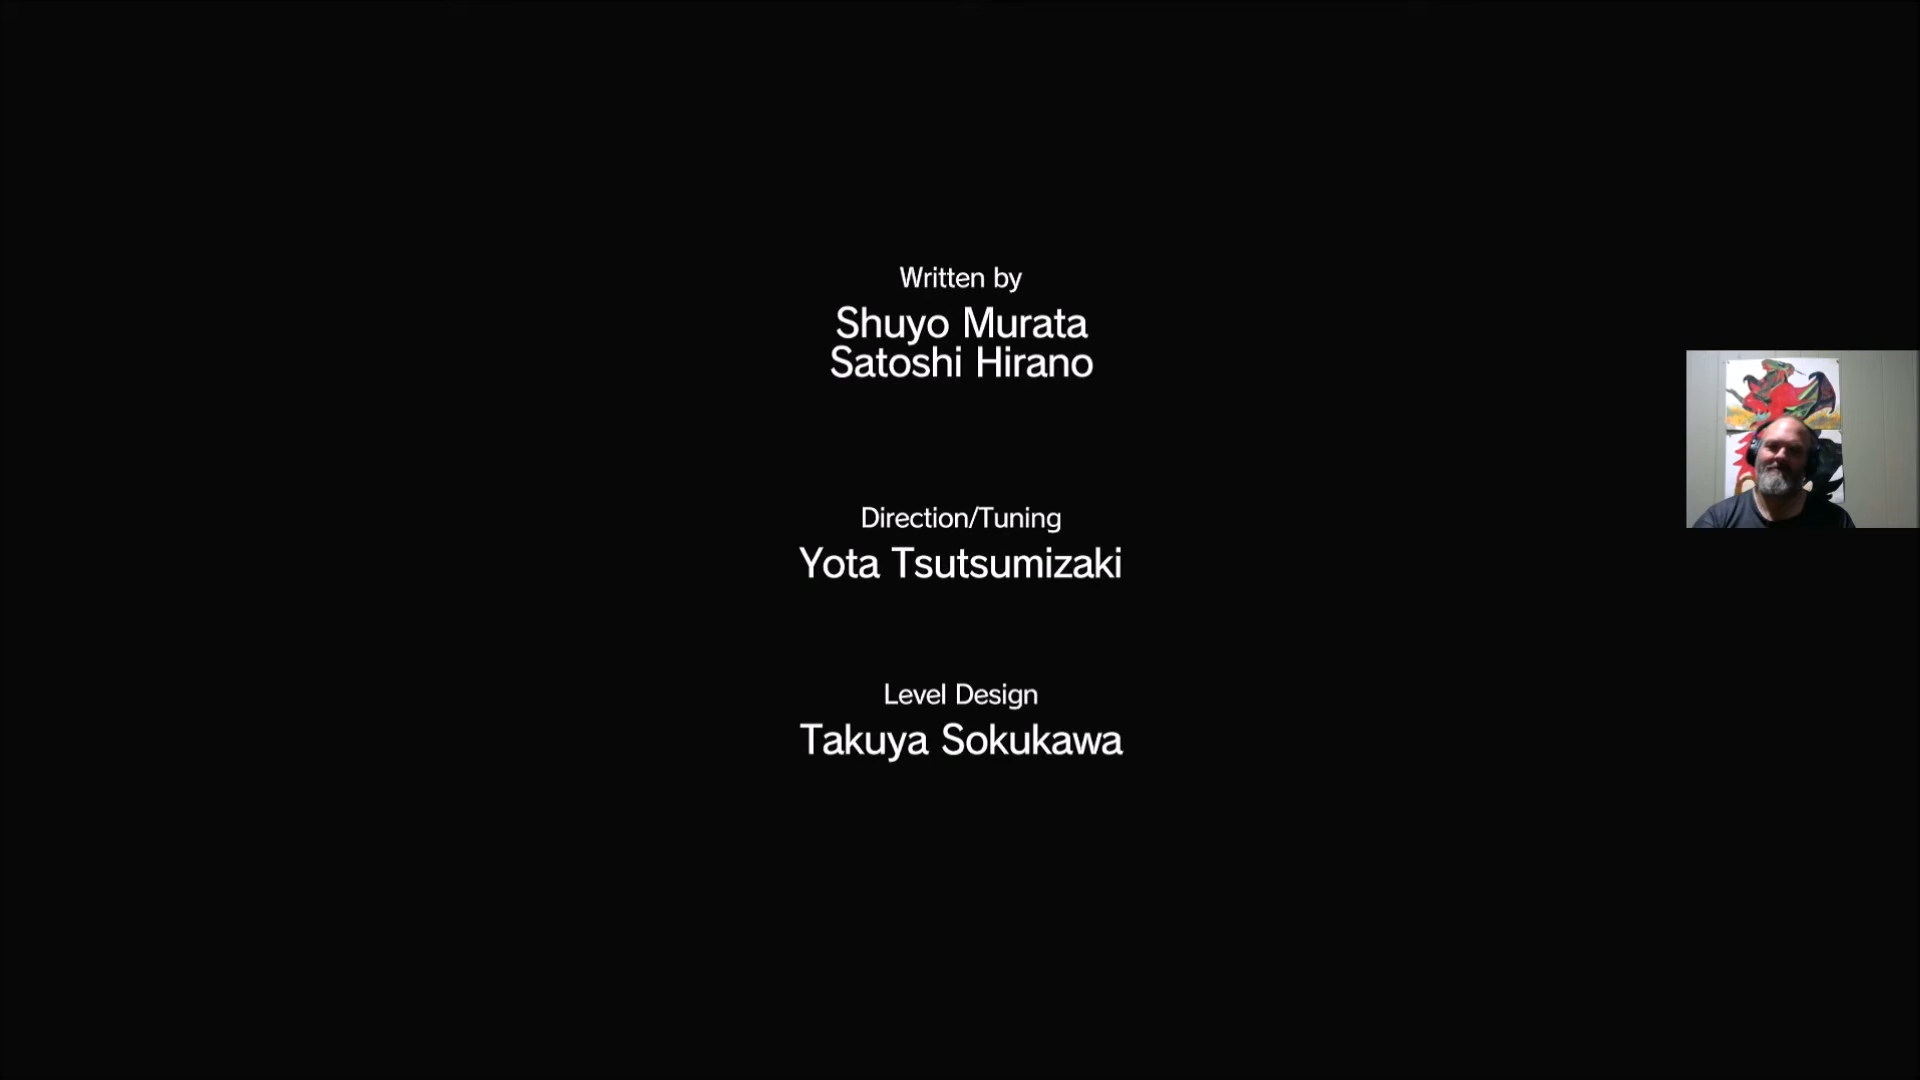 Written by
Shuyo Murata
Satoshi Hirano
Direction/Tuning
Yota Tsutsumizaki
Level Design
Takuya Sokukawa